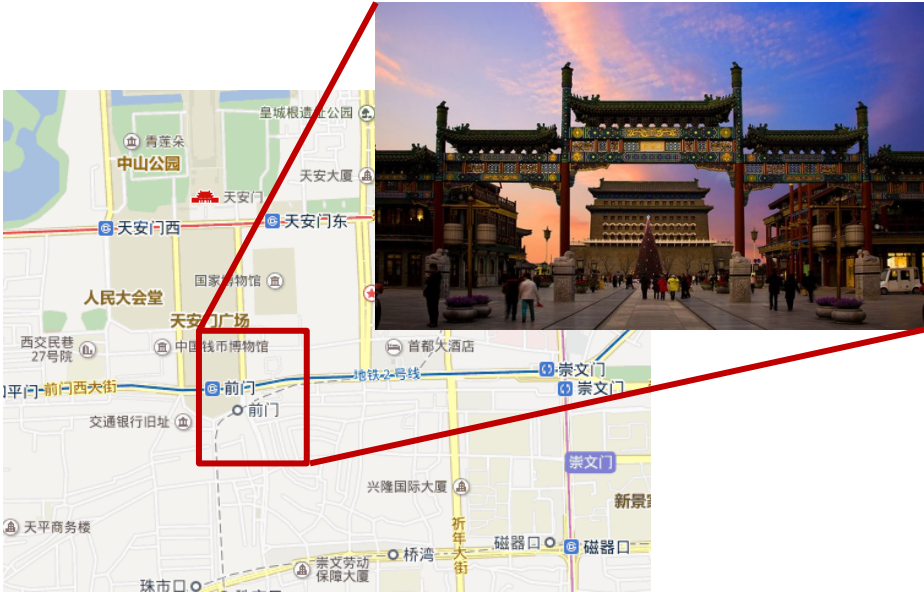 皇城根遗址公园
青莲朵
中山公园
天安大厦
天安门
天安门西
天安门东
国家博物馆
人民大会堂
天安门广场
西交民巷
27号院
中国钱币博物馆
首都大酒店
地铁2号线
崇文门
崇文门
前门西大街
前门
前门
交通银行旧址
崇文门
兴隆国际大厦
祈年大街
天平商务楼
磁器口
磁器口
桥湾
崇文劳动
保障大厦
珠市口